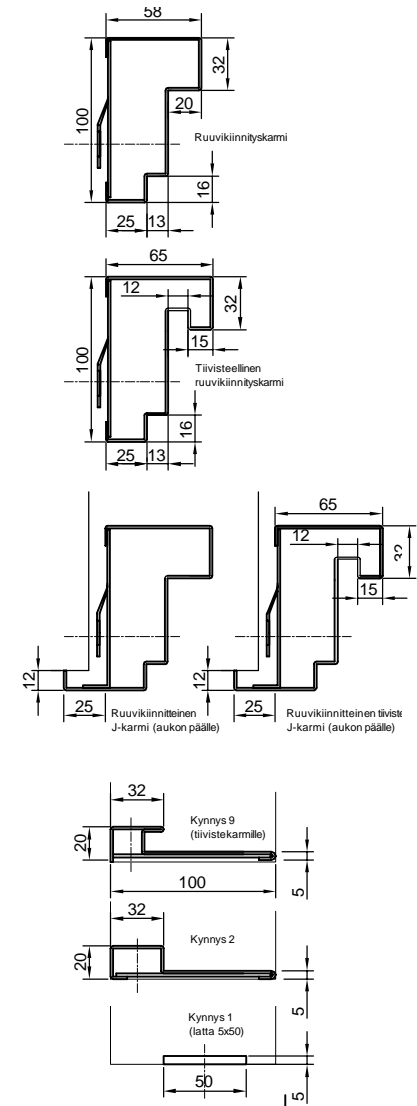 58
32
20
100
Ruuvikiinnityskarmi
16
25
13
65
12
32
15
100
Tiivisteellinen
ruuvikiinnityskarmi
16
25
13
65
12
32
15
12
25
Ruuvikiinnitteinen
J-karmi (aukon päälle)
12
25
Ruuvikiinnitteinen
J-karmi (aukon päälle)
32
Kynnys 9
(tiivistekarmille)
20
100
5
32
Kynnys 2
20
5
Kynnys 1
(latta 5x50)
50
5